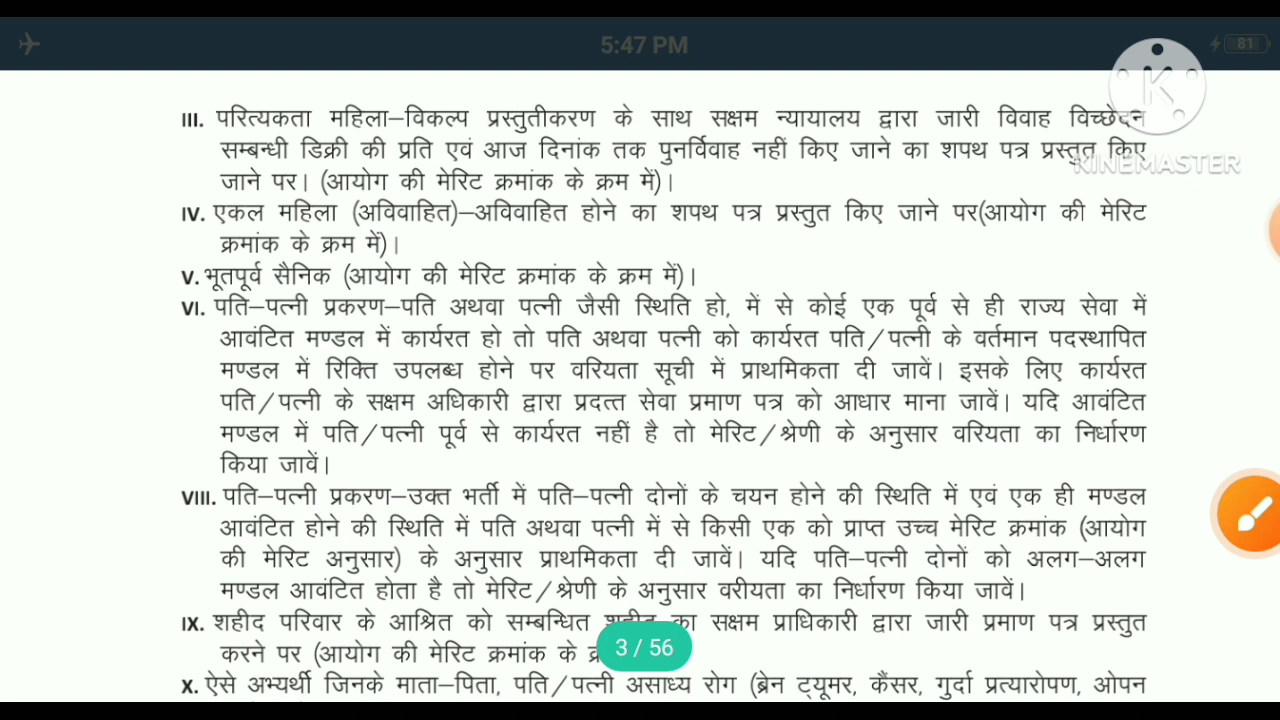 5:47 PM
81
III. परित्यकता महिला–विकल्प प्रस्तुतीकरण के साथ सक्षम न्यायालय द्वारा जारी विवाह विच्छेदन
सम्बन्धी डिक्री की प्रति एवं आज दिनांक तक पुनर्विवाह नहीं किए जाने का शपथ पत्र प्रस्तुत किए
KINEMASTER
जाने पर। (आयोग की मेरिट क्रमांक के क्रम में)।
IV. एकल महिला (अविवाहित)–अविवाहित होने का शपथ पत्र प्रस्तुत किए जाने पर(आयोग की मेरिट
क्रमांक के क्रम में)।
V. भूतपूर्व सैनिक (आयोग की मेरिट क्रमांक के क्रम में)।
VI. पति–पत्नी प्रकरण–पति अथवा पत्नी जैसी स्थिति हो, में से कोई एक पूर्व से ही राज्य सेवा में
आवंटित मण्डल में कार्यरत हो तो पति अथवा पत्नी को कार्यरत पति/पत्नी के वर्तमान पदस्थापित
मण्डल में रिक्ति उपलब्ध होने पर वरियता सूची में प्राथमिकता दी जावें। इसके लिए कार्यरत
पति/पत्नी के सक्षम अधिकारी द्वारा प्रदत्त सेवा प्रमाण पत्र को आधार माना जावें। यदि आवंटित
मण्डल में पति/पत्नी पूर्व से कार्यरत नहीं है तो मेरिट/श्रेणी के अनुसार वरियता का निर्धारण
किया जावें।
VIII. पति–पत्नी प्रकरण–उक्त भर्ती में पति–पत्नी दोनों के चयन होने की स्थिति में एवं एक ही मण्डल
आवंटित होने की स्थिति में पति अथवा पत्नी में से किसी एक को प्राप्त उच्च मेरिट क्रमांक (आयोग
की मेरिट अनुसार) के अनुसार प्राथमिकता दी जावें। यदि पति–पत्नी दोनों को अलग–अलग
मण्डल आवंटित होता है तो मेरिट/श्रेणी के अनुसार वरीयता का निर्धारण किया जावें।
IX. शहीद परिवार के आश्रित को सम्बन्धित शहीद का सक्षम प्राधिकारी द्वारा जारी प्रमाण पत्र प्रस्तुत
करने पर (आयोग की मेरिट क्रमांक के
3 / 56
X. ऐसे अभ्यर्थी जिनके माता–पिता, पति/पत्नी असाध्य रोग (ब्रेन ट्यूमर, कैंसर, गुर्दा प्रत्यारोपण, ओपन